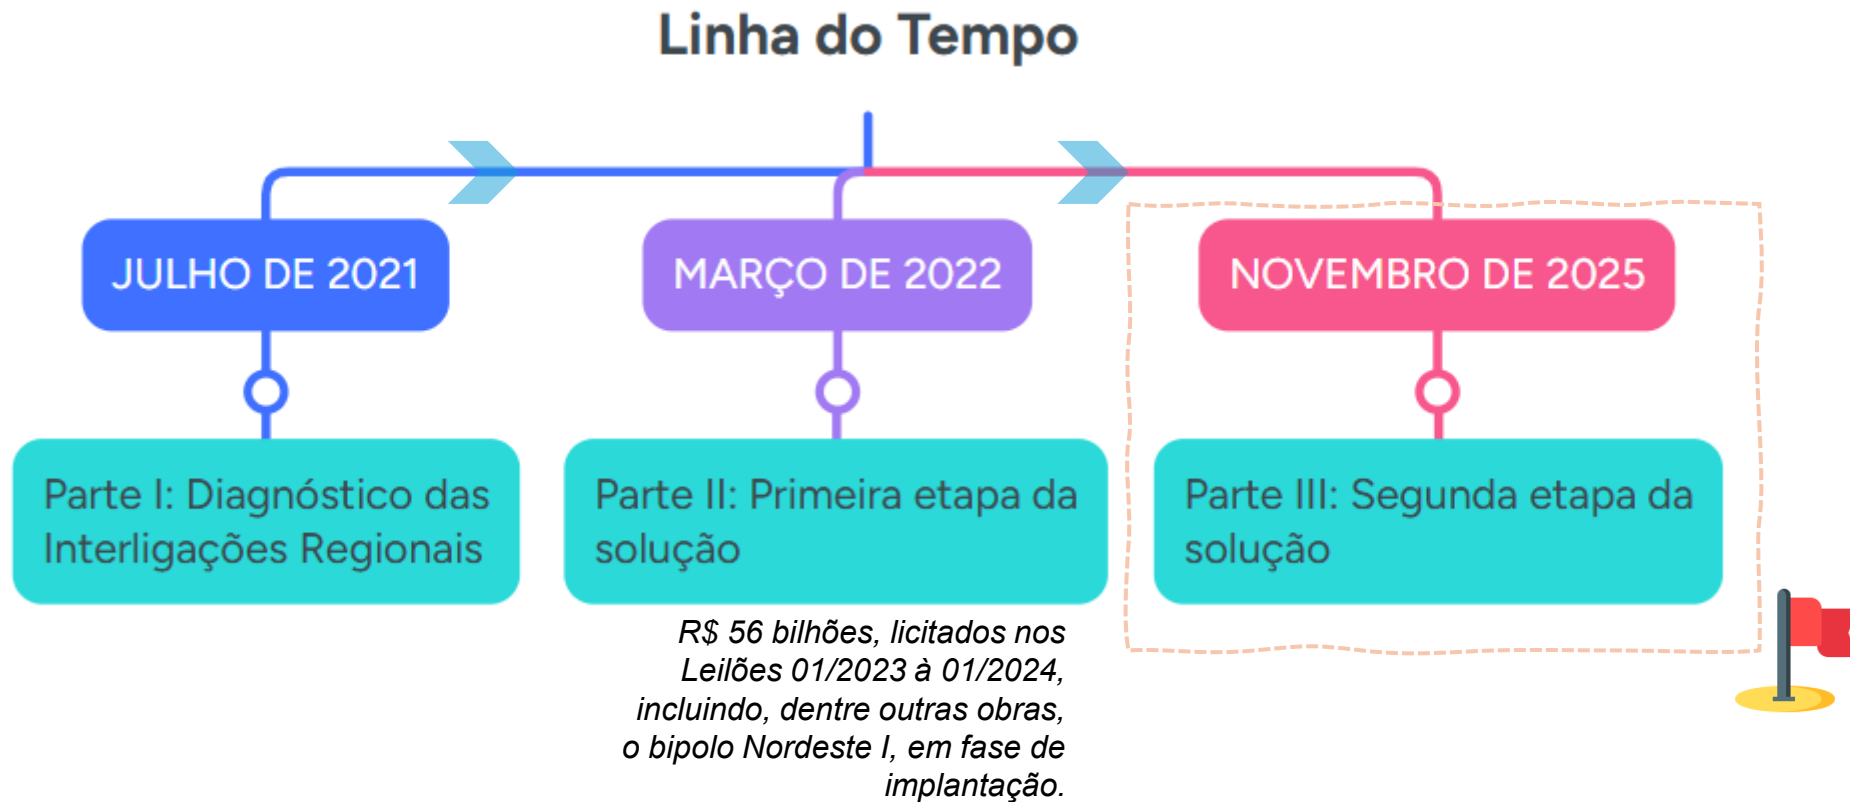 Linha do Tempo
JULHO DE 2021
MARÇO DE 2022
NOVEMBRO DE 2025
Parte I: Diagnóstico das
Interligações Regionais
Parte II: Primeira etapa da
solução
Parte III: Segunda etapa da
solução
R$ 56 bilhões, licitados nos
Leilões 01/2023 à 01/2024,
incluindo, dentre outras obras,
o bipolo Nordeste I, em fase de
implantação.